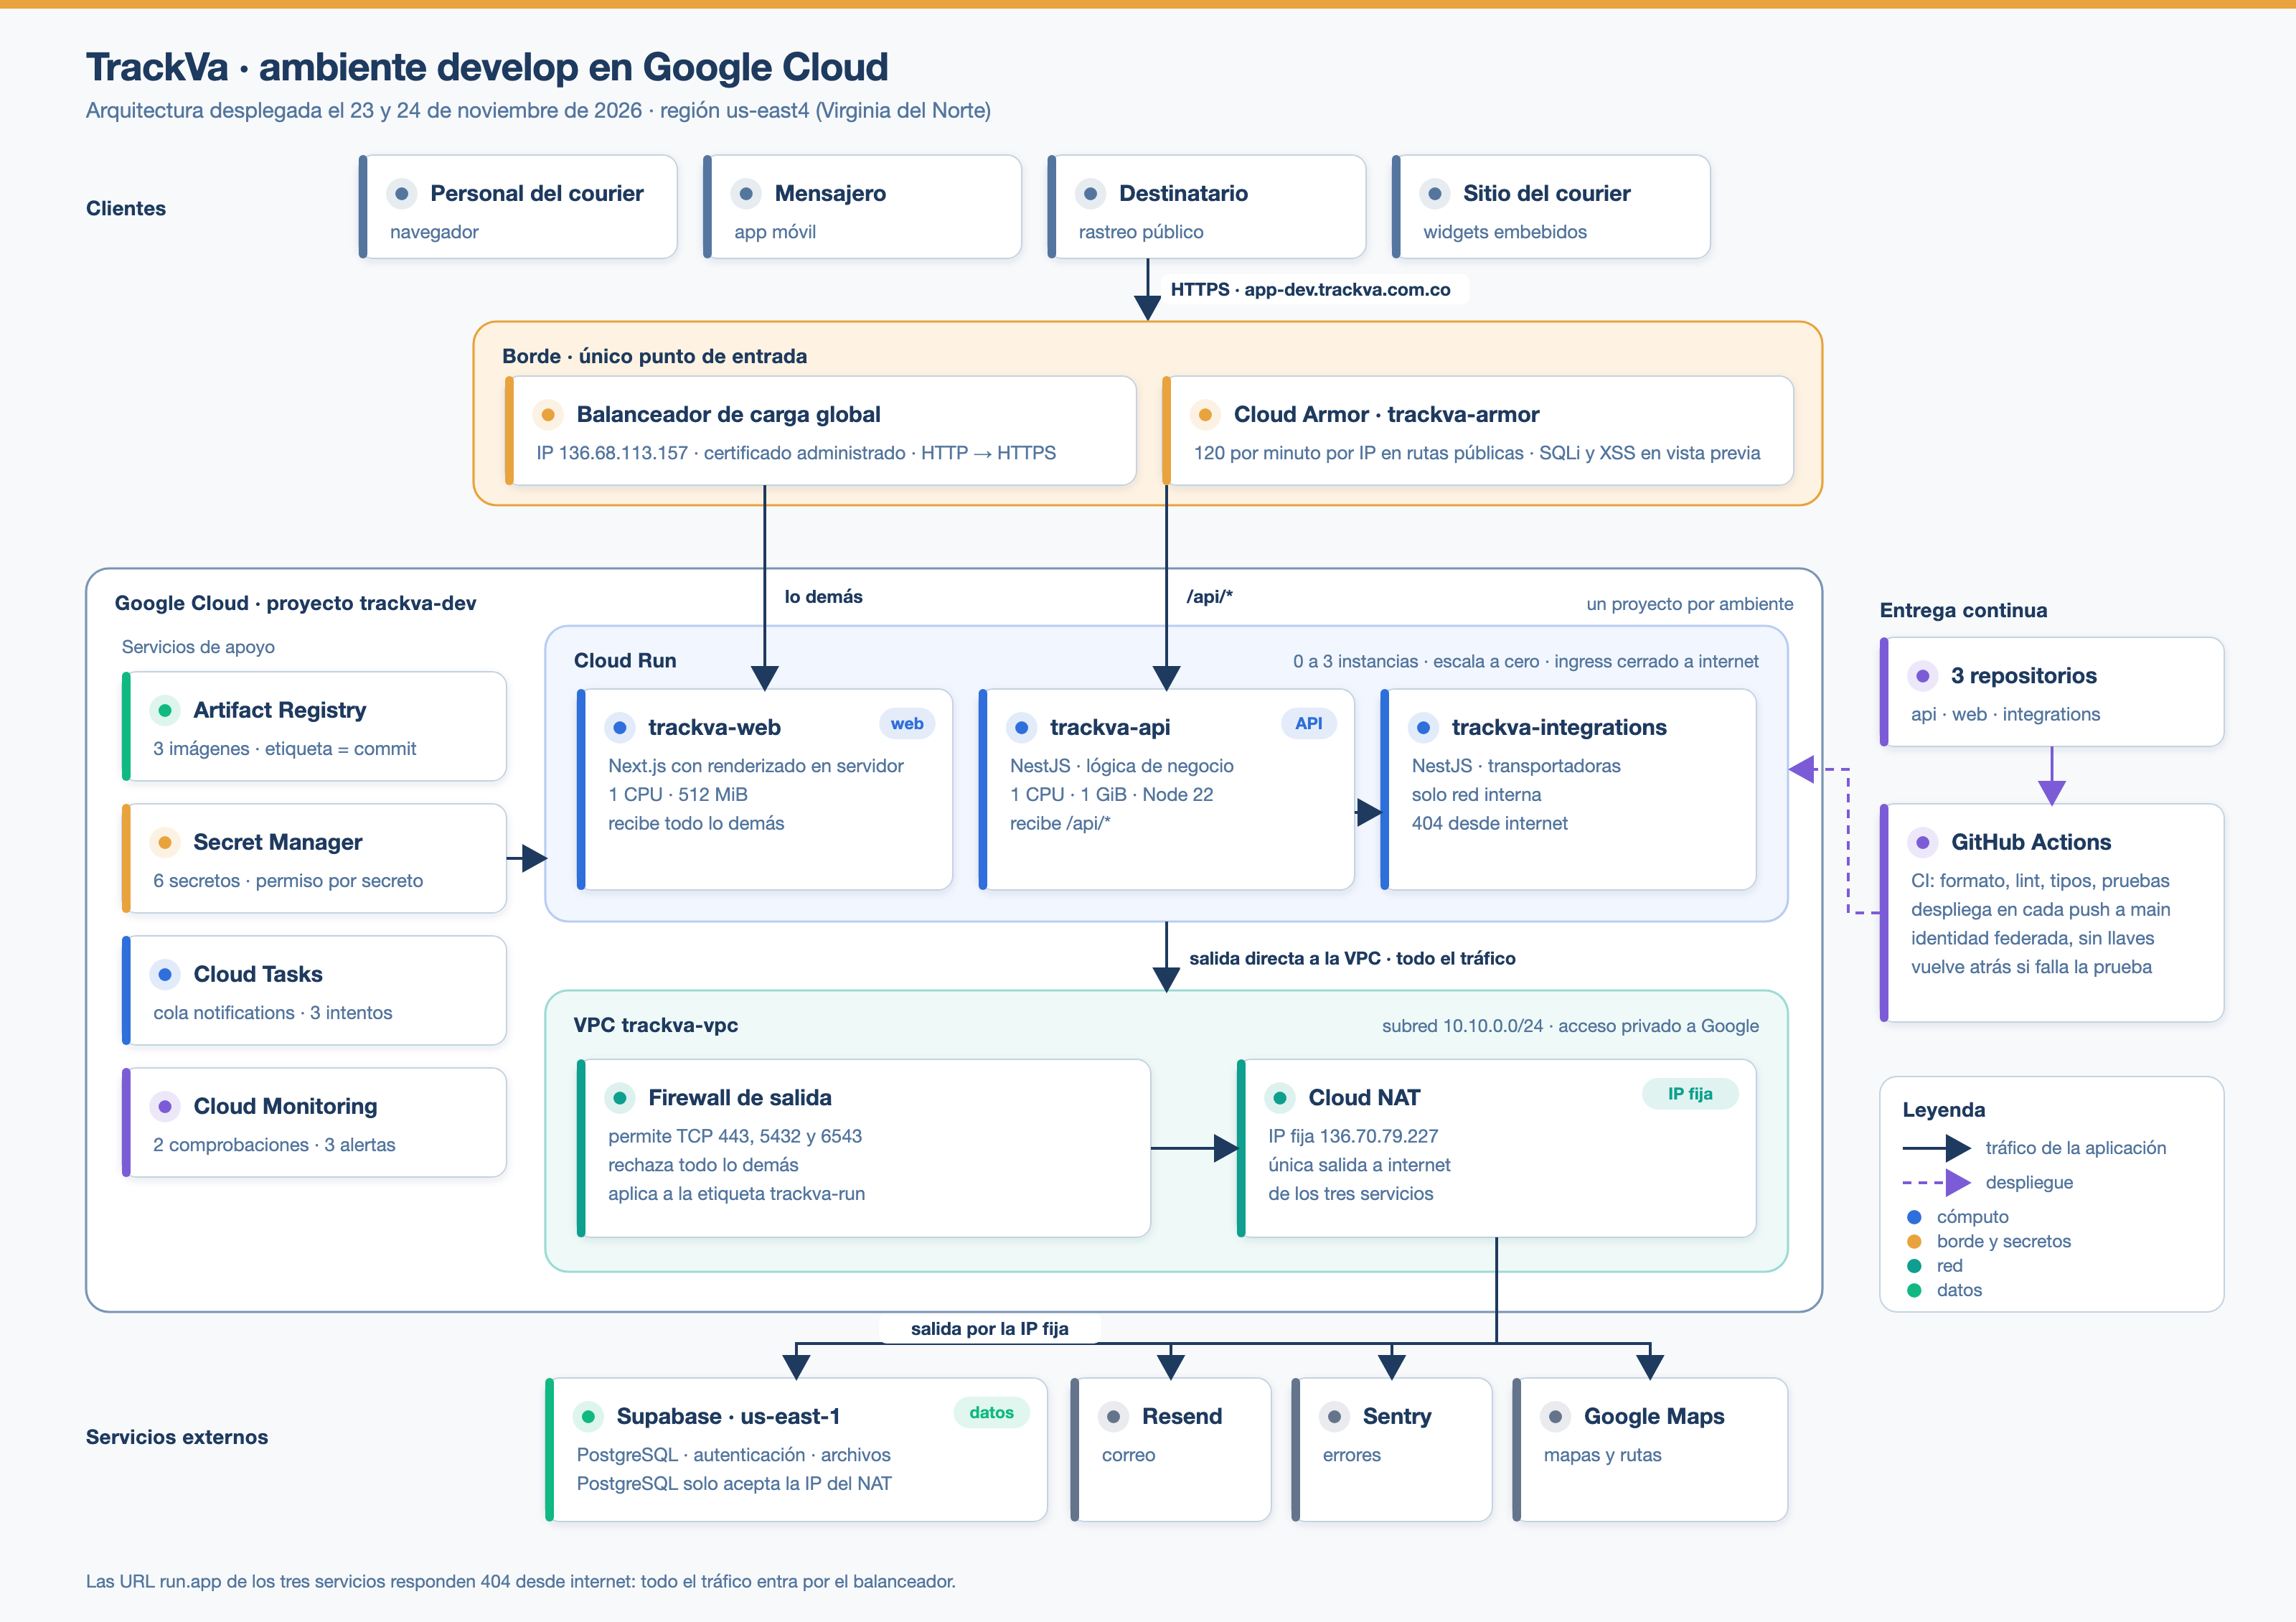 TrackVa · ambiente develop en Google Cloud
Arquitectura desplegada el 23 y 24 de noviembre de 2026 · región us-east4 (Virginia del Norte)
Clientes
Personal del courier
navegador
Mensajero
app móvil
Destinatario
rastreo público
Sitio del courier
widgets embebidos
HTTPS · app-dev.trackva.com.co
Borde · único punto de entrada
Balanceador de carga global
IP 136.68.113.157 · certificado administrado · HTTP → HTTPS
Cloud Armor · trackva-armor
120 por minuto por IP en rutas públicas · SQLi y XSS en vista previa
lo demás
/api/*
Google Cloud · proyecto trackva-dev
un proyecto por ambiente
Servicios de apoyo
Artifact Registry
3 imágenes · etiqueta = commit
Secret Manager
6 secretos · permiso por secreto
Cloud Tasks
cola notifications · 3 intentos
Cloud Monitoring
2 comprobaciones · 3 alertas
Cloud Run
0 a 3 instancias · escala a cero · ingress cerrado a internet
trackva-web
web
Next.js con renderizado en servidor
1 CPU · 512 MiB
recibe todo lo demás
trackva-api
API
NestJS · lógica de negocio
1 CPU · 1 GiB · Node 22
recibe /api/*
trackva-integrations
NestJS · transportadoras
solo red interna
404 desde internet
salida directa a la VPC · todo el tráfico
VPC trackva-vpc
subred 10.10.0.0/24 · acceso privado a Google
Firewall de salida
permite TCP 443, 5432 y 6543
rechaza todo lo demás
aplica a la etiqueta trackva-run
Cloud NAT
IP fija
IP fija 136.70.79.227
única salida a internet
de los tres servicios
Entrega continua
3 repositorios
api · web · integrations
GitHub Actions
CI: formato, lint, tipos, pruebas
despliega en cada push a main
identidad federada, sin llaves
vuelve atrás si falla la prueba
Leyenda
tráfico de la aplicación
despliegue
cómputo
borde y secretos
red
datos
salida por la IP fija
Servicios externos
Supabase · us-east-1
datos
PostgreSQL · autenticación · archivos
PostgreSQL solo acepta la IP del NAT
Resend
correo
Sentry
errores
Google Maps
mapas y rutas
Las URL run.app de los tres servicios responden 404 desde internet: todo el tráfico entra por el balanceador.